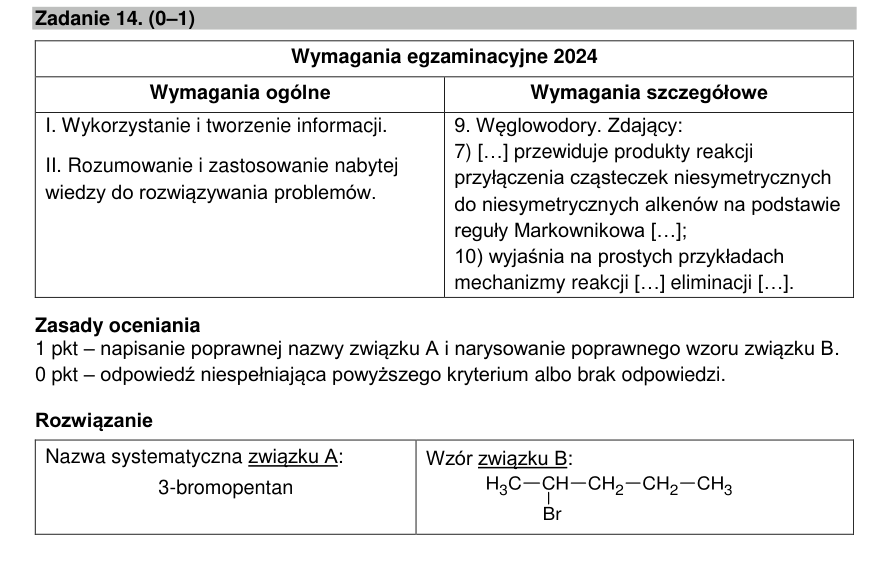 Zadanie 14. (0–1)
Wymagania egzaminacyjne 2024
Wymagania ogólne
Wymagania szczegółowe
I. Wykorzystanie i tworzenie informacji.
II. Rozumowanie i zastosowanie nabytej
wiedzy do rozwiązywania problemów.
9. Węglowodory. Zdający:
7) […] przewiduje produkty reakcji
przyłączenia cząsteczek niesymetrycznych
do niesymetrycznych alkenów na podstawie
reguły Markownikowa […];
10) wyjaśnia na prostych przykładach
mechanizmy reakcji […] eliminacji […].
Zasady oceniania
1 pkt – napisanie poprawnej nazwy związku A i narysowanie poprawnego wzoru związku B.
0 pkt – odpowiedź niespełniająca powyższego kryterium albo brak odpowiedzi.
Rozwiązanie
Nazwa systematyczna związku A:
3-bromopentan
Wzór związku B:
H₃C—CH—CH₂—CH₂—CH₃
Br